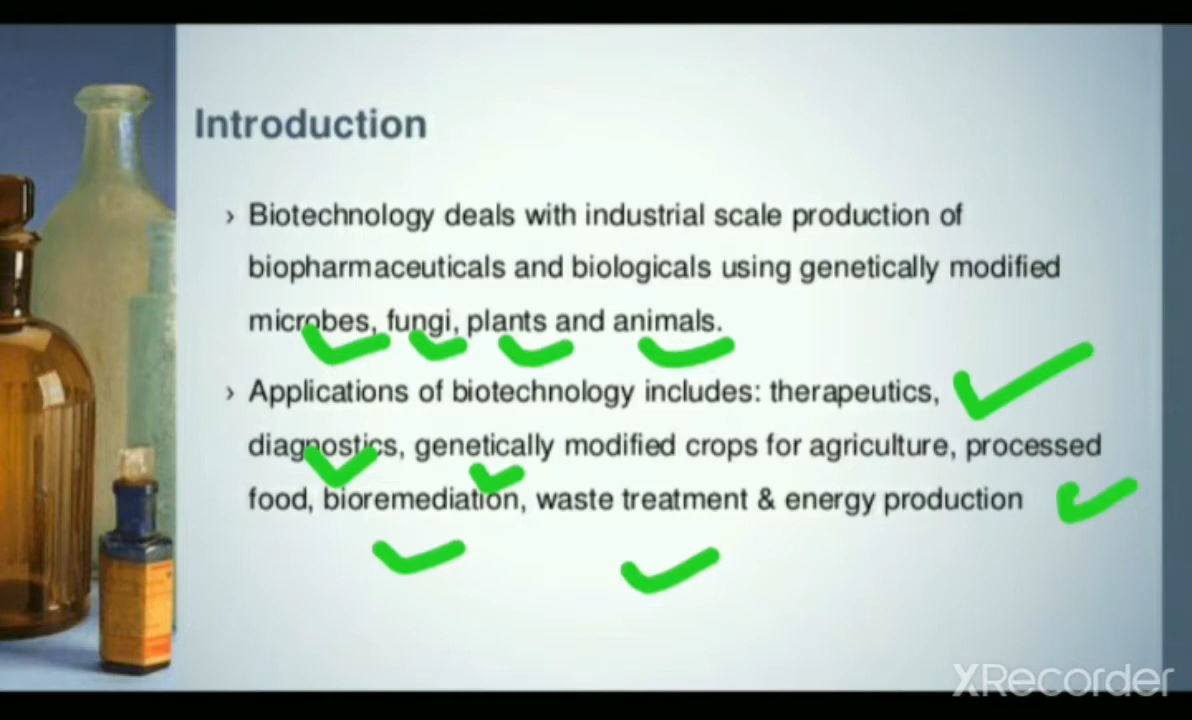 Introduction
› Biotechnology deals with industrial scale production of
biopharmaceuticals and biologicals using genetically modified
microbes, fungi, plants and animals.
› Applications of biotechnology includes: therapeutics,
diagnostics, genetically modified crops for agriculture, processed
food, bioremediation, waste treatment & energy production
XRecorder